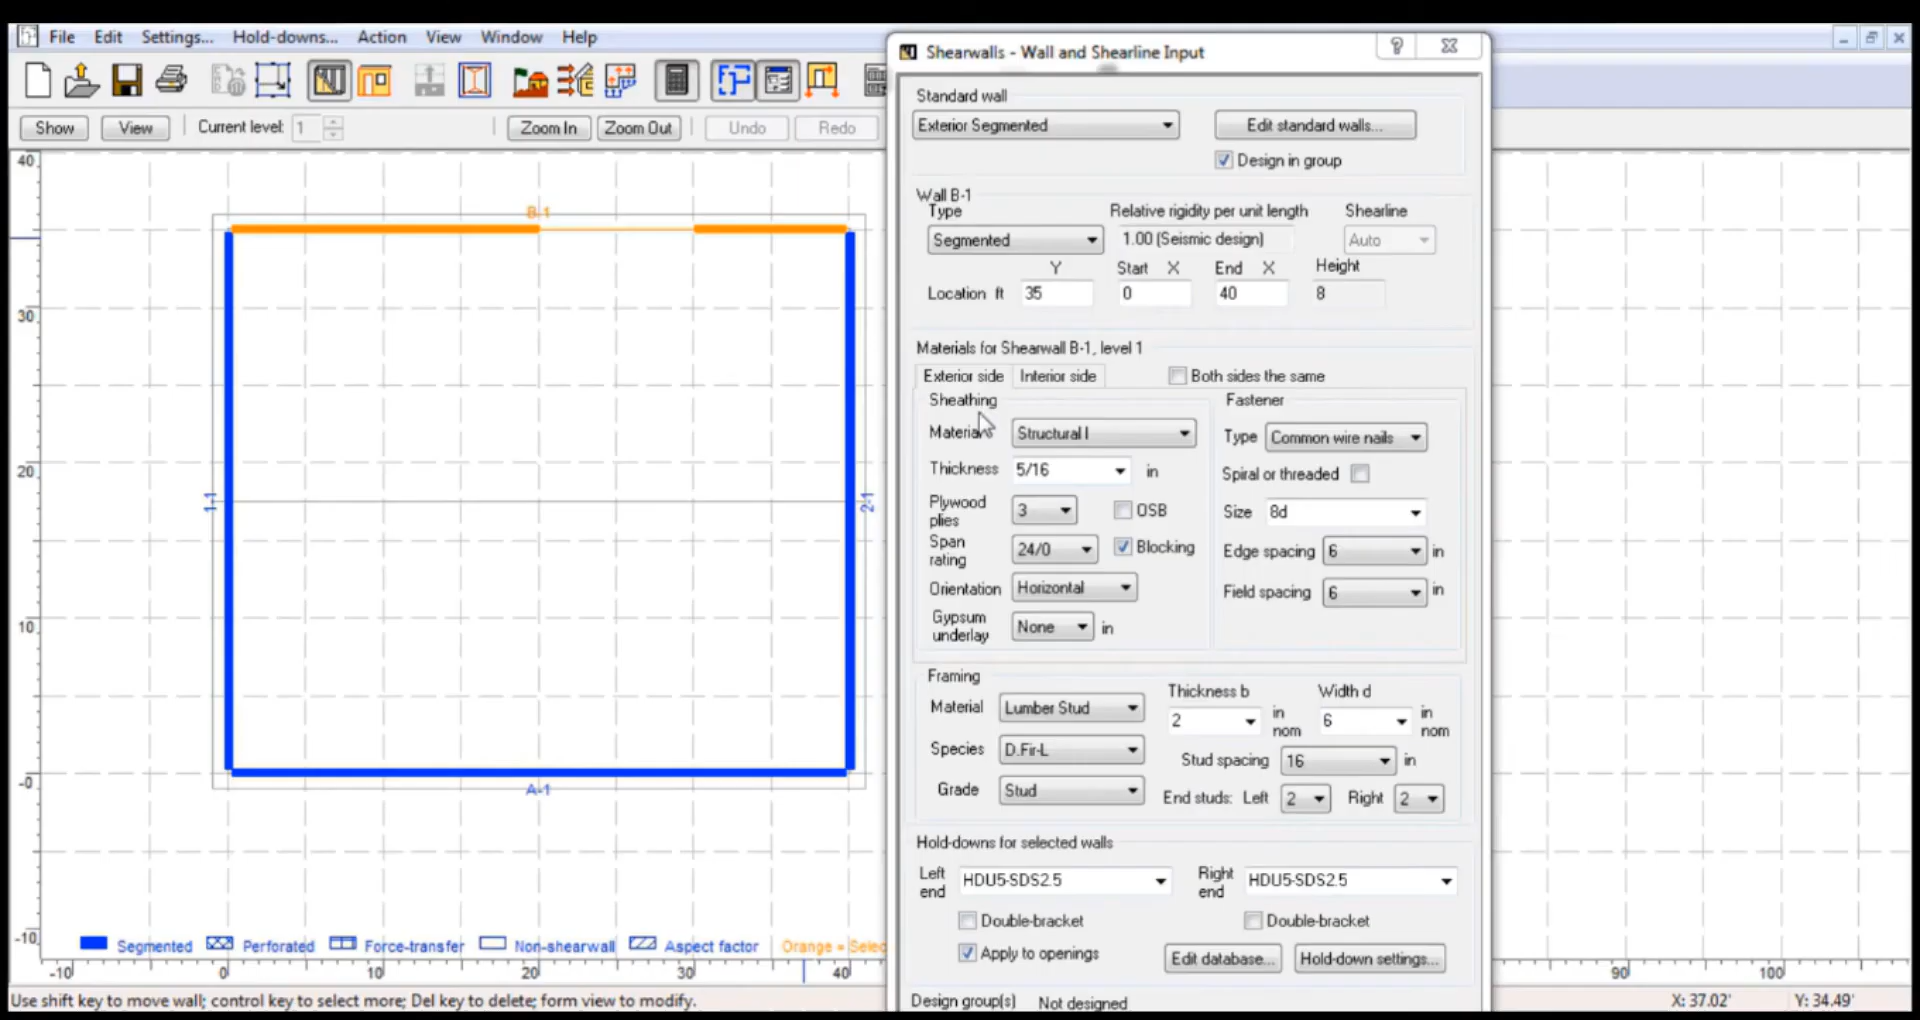 File Edit Settings... Hold-downs... Action View Window Help
Show View Current level: 1 Zoom In Zoom Out Undo Redo
40
30
20
10
-0
-10
B-1
1-1
2-1
A-1
Segmented Perforated Force-transfer Non-shearwall Aspect factor Orange = Selec
-10 0 10 20 30 40 90 100
Use shift key to move wall; control key to select more; Del key to delete; form view to modify.
X: 37.02' Y: 34.49'
Shearwalls - Wall and Shearline Input
Standard wall
Exterior Segmented Edit standard walls...
Design in group
Wall B-1
Type Relative rigidity per unit length Shearline
Segmented 1.00 (Seismic design) Auto
Y Start X End X Height
Location ft 35 0 40 8
Materials for Shearwall B-1, level 1
Exterior side Interior side Both sides the same
Sheathing
Material Structural I
Thickness 5/16 in
Plywood plies 3 OSB
Span rating 24/0 Blocking
Orientation Horizontal
Gypsum underlay None in
Fastener
Type Common wire nails
Spiral or threaded
Size 8d
Edge spacing 6 in
Field spacing 6 in
Framing
Material Lumber Stud
Species D.Fir-L
Grade Stud
Thickness b Width d
2 in nom 6 in nom
Stud spacing 16 in
End studs: Left 2 Right 2
Hold-downs for selected walls
Left end HDU5-SDS2.5 Right end HDU5-SDS2.5
Double-bracket Double-bracket
Apply to openings Edit database... Hold-down settings...
Design group(s) Not designed